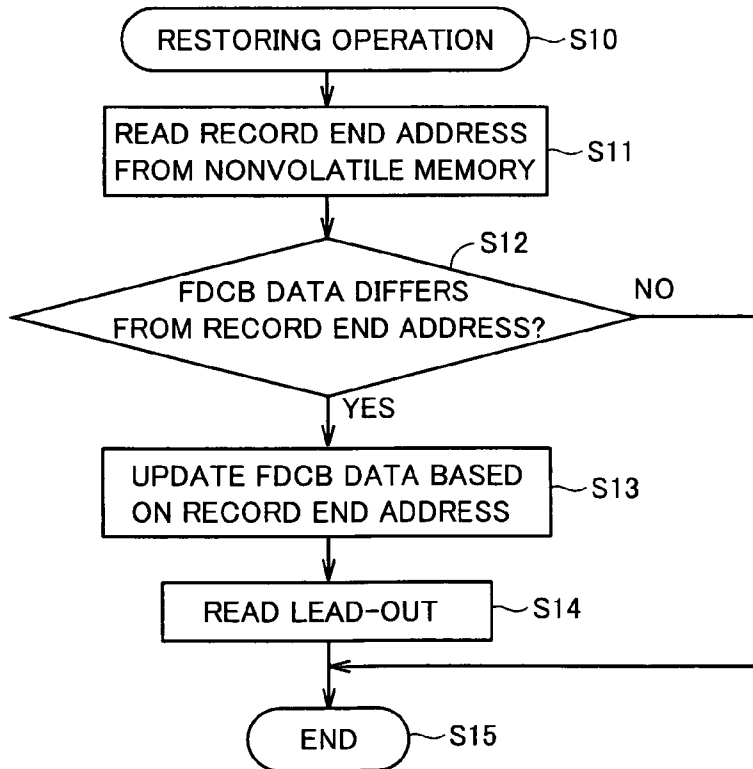 RESTORING OPERATION
S10
READ RECORD END ADDRESS
FROM NONVOLATILE MEMORY
S11
S12
FDCB DATA DIFFERS
FROM RECORD END ADDRESS?
NO
YES
UPDATE FDCB DATA BASED
ON RECORD END ADDRESS
S13
READ LEAD-OUT
S14
END
S15